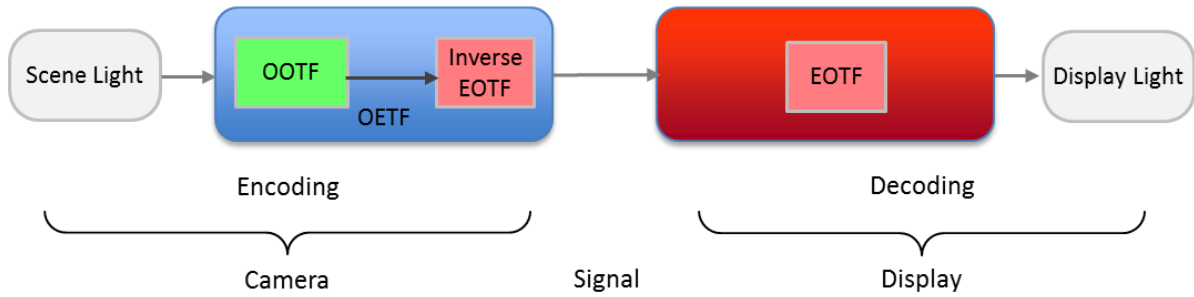 Scene Light
OOTF
Inverse
EOTF
OETF
EOTF
Display Light
Encoding
Decoding
Camera
Signal
Display